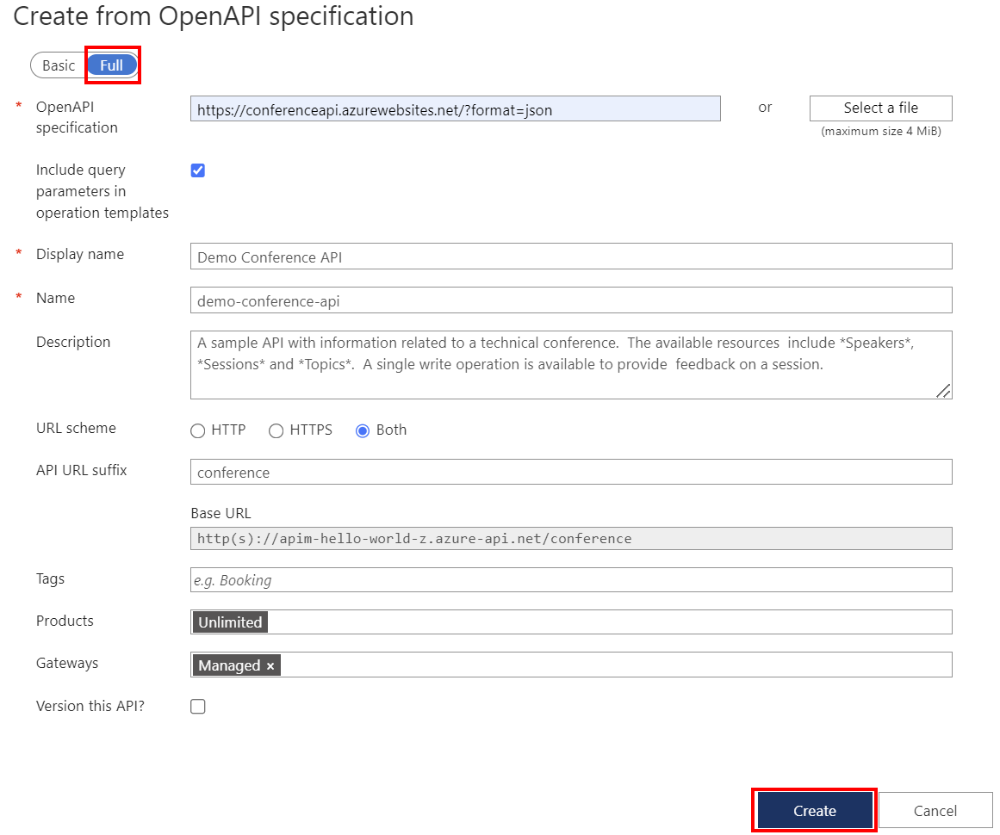 Create from OpenAPI specification
Basic Full
* OpenAPI specification
https://conferenceapi.azurewebsites.net/?format=json or Select a file
(maximum size 4 MiB)
Include query
parameters in
operation templates
* Display name Demo Conference API
* Name demo-conference-api
Description
A sample API with information related to a technical conference.  The available resources  include *Speakers*,
*Sessions* and *Topics*.  A single write operation is available to provide  feedback on a session.
URL scheme HTTP HTTPS Both
API URL suffix conference
Base URL
http(s)://apim-hello-world-z.azure-api.net/conference
Tags e.g. Booking
Products Unlimited
Gateways Managed ×
Version this API?
Create Cancel